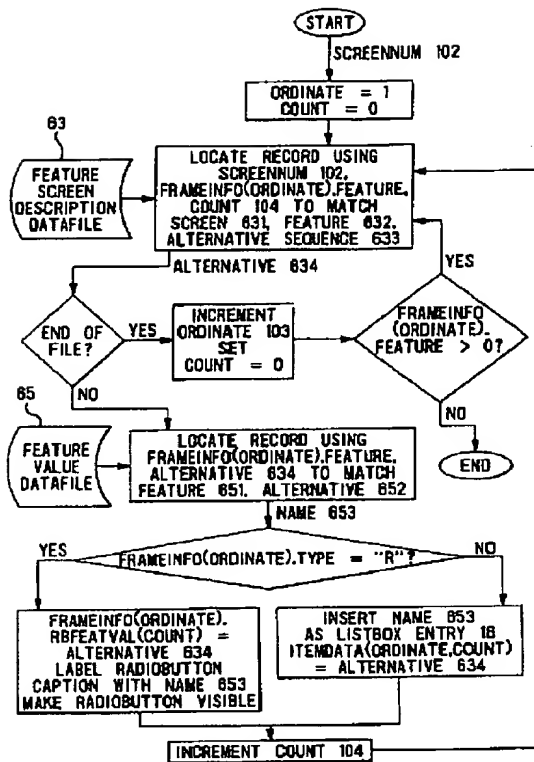 START
SCREENNUM 102
ORDINATE = 1
COUNT = 0
63
FEATURE
SCREEN
DESCRIPTION
DATAFILE
LOCATE RECORD USING
SCREENNUM 102,
FRAMEINFO(ORDINATE).FEATURE,
COUNT 104 TO MATCH
SCREEN 631, FEATURE 632,
ALTERNATIVE SEQUENCE 633
ALTERNATIVE 634
YES
END OF
FILE?
YES
INCREMENT
ORDINATE 103
SET
COUNT = 0
FRAMEINFO
(ORDINATE).
FEATURE > 0?
NO
NO
65
FEATURE
VALUE
DATAFILE
LOCATE RECORD USING
FRAMEINFO(ORDINATE).FEATURE,
ALTERNATIVE 634 TO MATCH
FEATURE 651, ALTERNATIVE 652
END
NAME 653
YES
FRAMEINFO(ORDINATE).TYPE = "R"?
NO
FRAMEINFO(ORDINATE).
RBFEATVAL(COUNT) =
ALTERNATIVE 634
LABEL RADIOBUTTON
CAPTION WITH NAME 653
MAKE RADIOBUTTON VISIBLE
INSERT NAME 653
AS LISTBOX ENTRY 18
ITEMDATA(ORDINATE,COUNT)
= ALTERNATIVE 634
INCREMENT COUNT 104